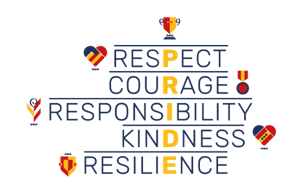 RESPECT
COURAGE
RESPONSIBILITY
KINDNESS
RESILIENCE